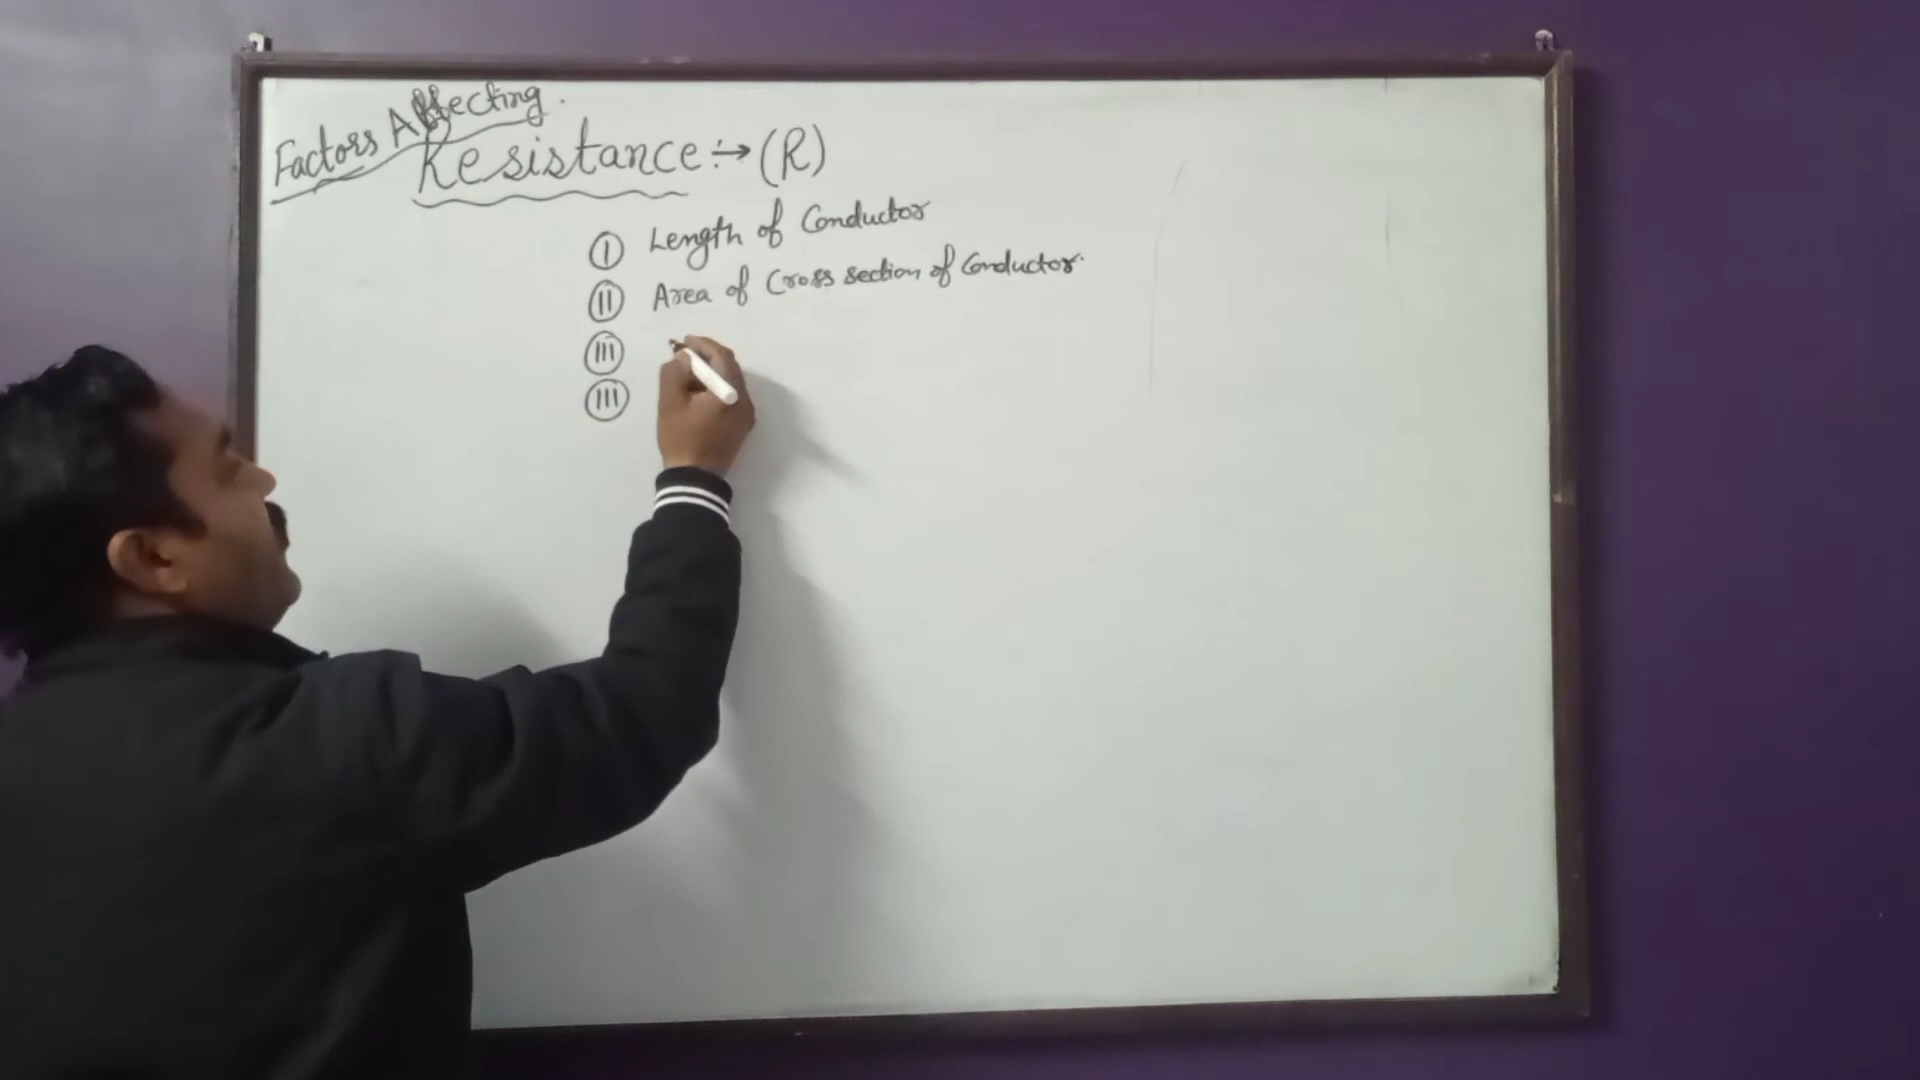 Factors Affecting.
Resistance :→ (R)
(I) Length of Conductor
(II) Area of Cross section of Conductor.
(III)
(III)